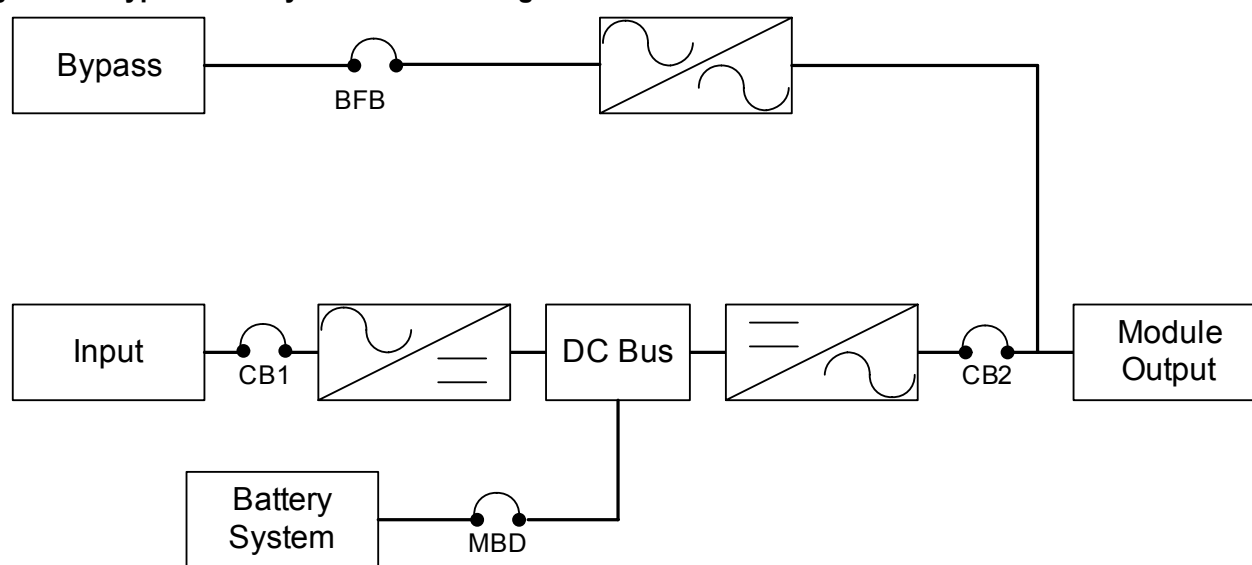 Bypass
BFB
Input
CB1
DC Bus
CB2
Module
Output
Battery
System
MBD